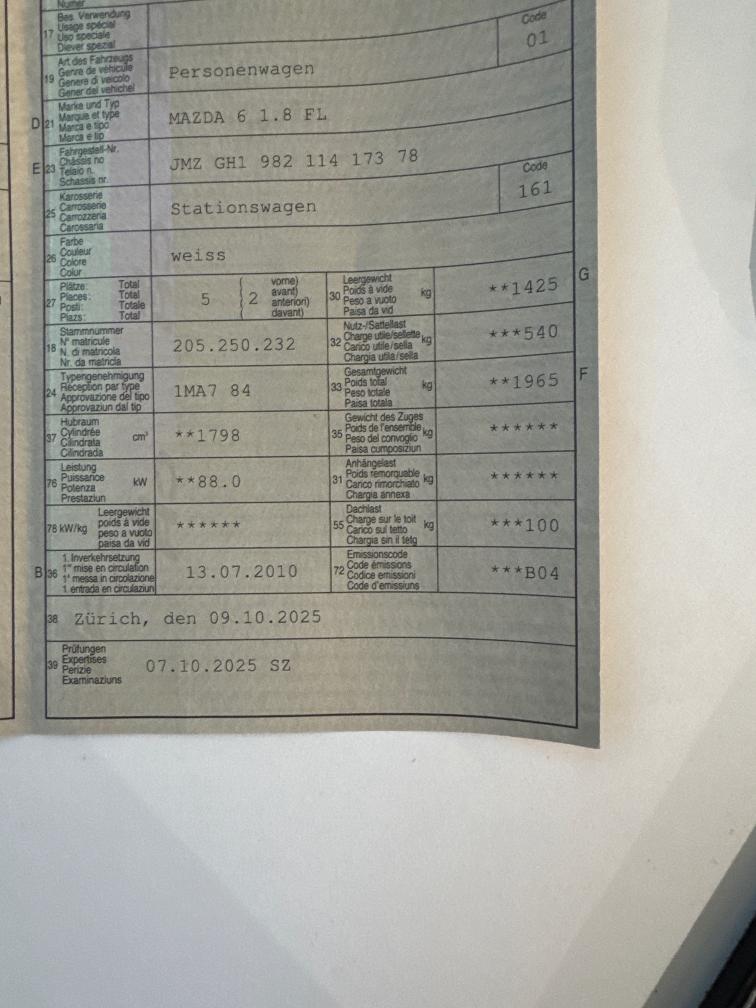 Numer
17 Bes. Verwendung
Usage spécial
Uso speciale
Diever spezial
Code
01
19 Art des Fahrzeugs
Genre de véhicule
Genere di veicolo
Gener dal vehichel
Personenwagen
D 21 Marke und Typ
Marque et type
Marca e tipo
Marca e tip
MAZDA 6 1.8 FL
E 23 Fahrgestell-Nr.
Châssis no
Telaio n.
Schassis nr.
JMZ GH1 982 114 173 78
25 Karosserie
Carrosserie
Carrozzeria
Carossaria
Stationswagen
Code
161
26 Farbe
Couleur
Colore
Colur
weiss
27 Plätze: Total
Places: Total
Posti: Totale
Plazs: Total
5 { 2 vorne)
avant)
anteriori)
davant)
30 Leergewicht
Poids à vide
Peso a vuoto
Paisa da vid
kg
**1425
G
18 Stammnummer
N° matricule
N. di matricola
Nr. da matricla
205.250.232
32 Nutz-/Sattellast
Charge utile/sellette
Carico utile/sella
Chargia utila/sella
kg
***540
24 Typengenehmigung
Réception par type
Approvazione del tipo
Approvaziun dal tip
1MA7 84
33 Gesamtgewicht
Poids total
Peso totale
Paisa totala
kg
**1965
F
37 Hubraum
Cylindrée
Cilindrata
Cilindrada
cm³
**1798
35 Gewicht des Zuges
Poids de l'ensemble
Peso del convoglio
Paisa cumposiziun
kg
******
76 Leistung
Puissance
Potenza
Prestaziun
kW
**88.0
31 Anhängelast
Poids remorquable
Carico rimorchiato
Chargia annexa
kg
******
78 kW/kg Leergewicht
poids à vide
peso a vuoto
paisa da vid
******
55 Dachlast
Charge sur le toit
Carico sul tetto
Chargia sin il tetg
kg
***100
B 36 1. Inverkehrsetzung
1re mise en circulation
1a messa in circolazione
1. entrada en circulaziun
13.07.2010
72 Emissionscode
Code émissions
Codice emissioni
Code d'emissiuns
***B04
38 Zürich, den 09.10.2025
39 Prüfungen
Expertises
Perizie
Examinaziuns
07.10.2025 SZ